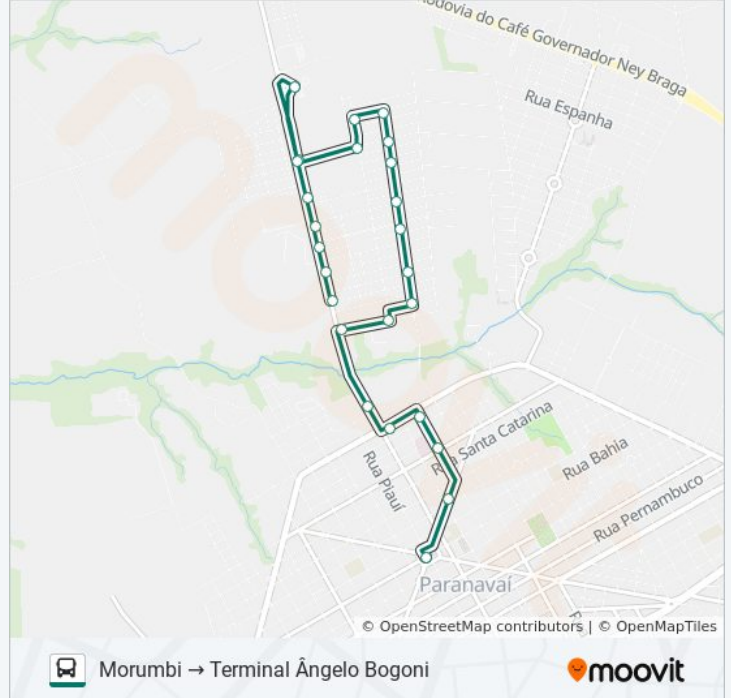 Rodovia do Café Governador Ney Braga
Rua Espanha
Rua Santa Catarina
Rua Bahia
Rua Piauí
Rua Pernambuco
Paranavaí
© OpenStreetMap contributors | © OpenMapTiles
Morumbi → Terminal Ângelo Bogoni
moovit